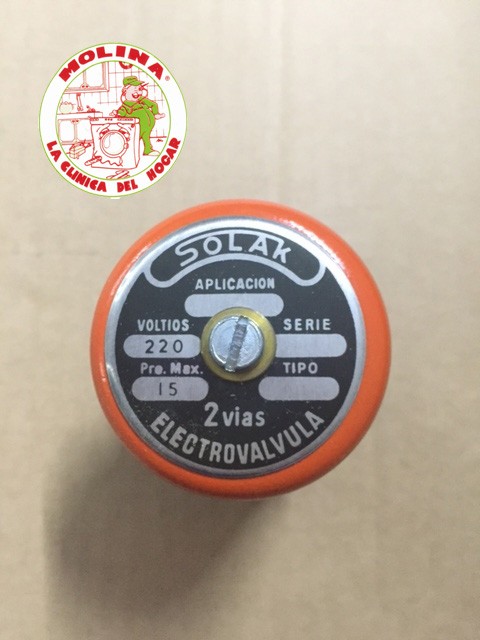 MOLINA®
LA CLINICA DEL HOGAR
SOLAK
APLICACION
VOLTIOS SERIE
220
Pre. Max. TIPO
15
2 vias
ELECTROVALVULA